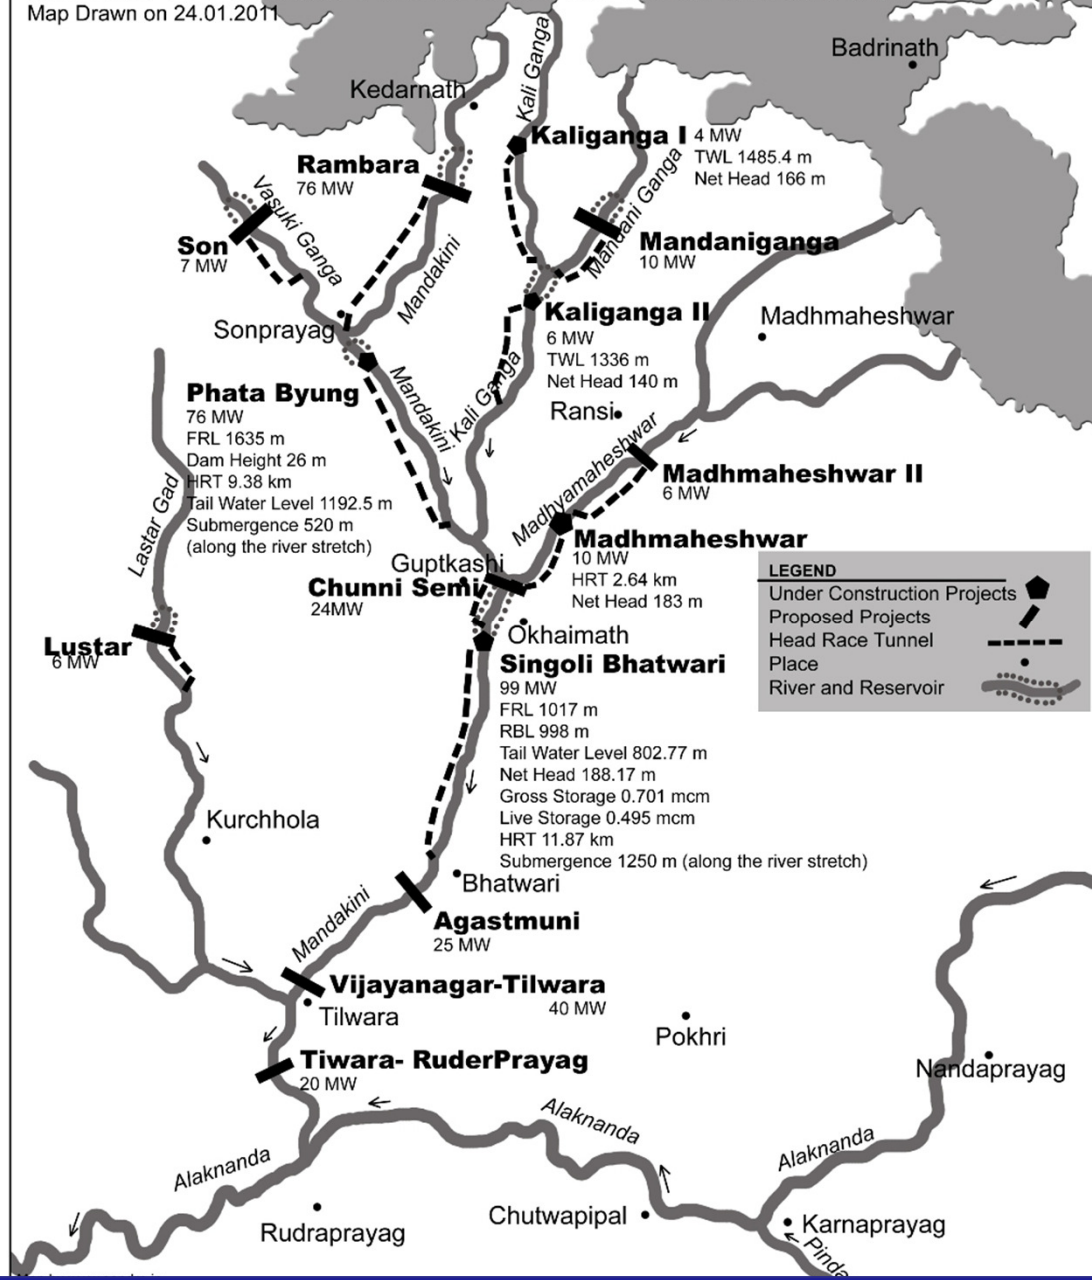 Map Drawn on 24.01.2011
Badrinath
Kedarnath
Kali Ganga
Kaliganga I
4 MW
TWL 1485.4 m
Net Head 166 m
Rambara
76 MW
Vasuki Ganga
Mandani Ganga
Son
7 MW
Mandaniganga
10 MW
Mandakini
Sonprayag
Kaliganga II
6 MW
TWL 1336 m
Net Head 140 m
Madhmaheshwar
Phata Byung
76 MW
FRL 1635 m
Dam Height 26 m
HRT 9.38 km
Tail Water Level 1192.5 m
Submergence 520 m
(along the river stretch)
Mandakini
Kali Ganga
Ransi
Madhyamaheshwar
Madhmaheshwar II
6 MW
Lastar Gad
Madhmaheshwar
10 MW
HRT 2.64 km
Net Head 183 m
Guptkashi
Chunni Semi
24MW
LEGEND
Under Construction Projects
Proposed Projects
Head Race Tunnel
Place
River and Reservoir
Okhaimath
Lustar
6 MW
Singoli Bhatwari
99 MW
FRL 1017 m
RBL 998 m
Tail Water Level 802.77 m
Net Head 188.17 m
Gross Storage 0.701 mcm
Live Storage 0.495 mcm
HRT 11.87 km
Submergence 1250 m (along the river stretch)
Kurchhola
Bhatwari
Agastmuni
25 MW
Mandakini
Vijayanagar-Tilwara
40 MW
Tilwara
Pokhri
Tiwara- RuderPrayag
20 MW
Nandaprayag
Alaknanda
Alaknanda
Alaknanda
Rudraprayag
Chutwapipal
Karnaprayag
Pinda